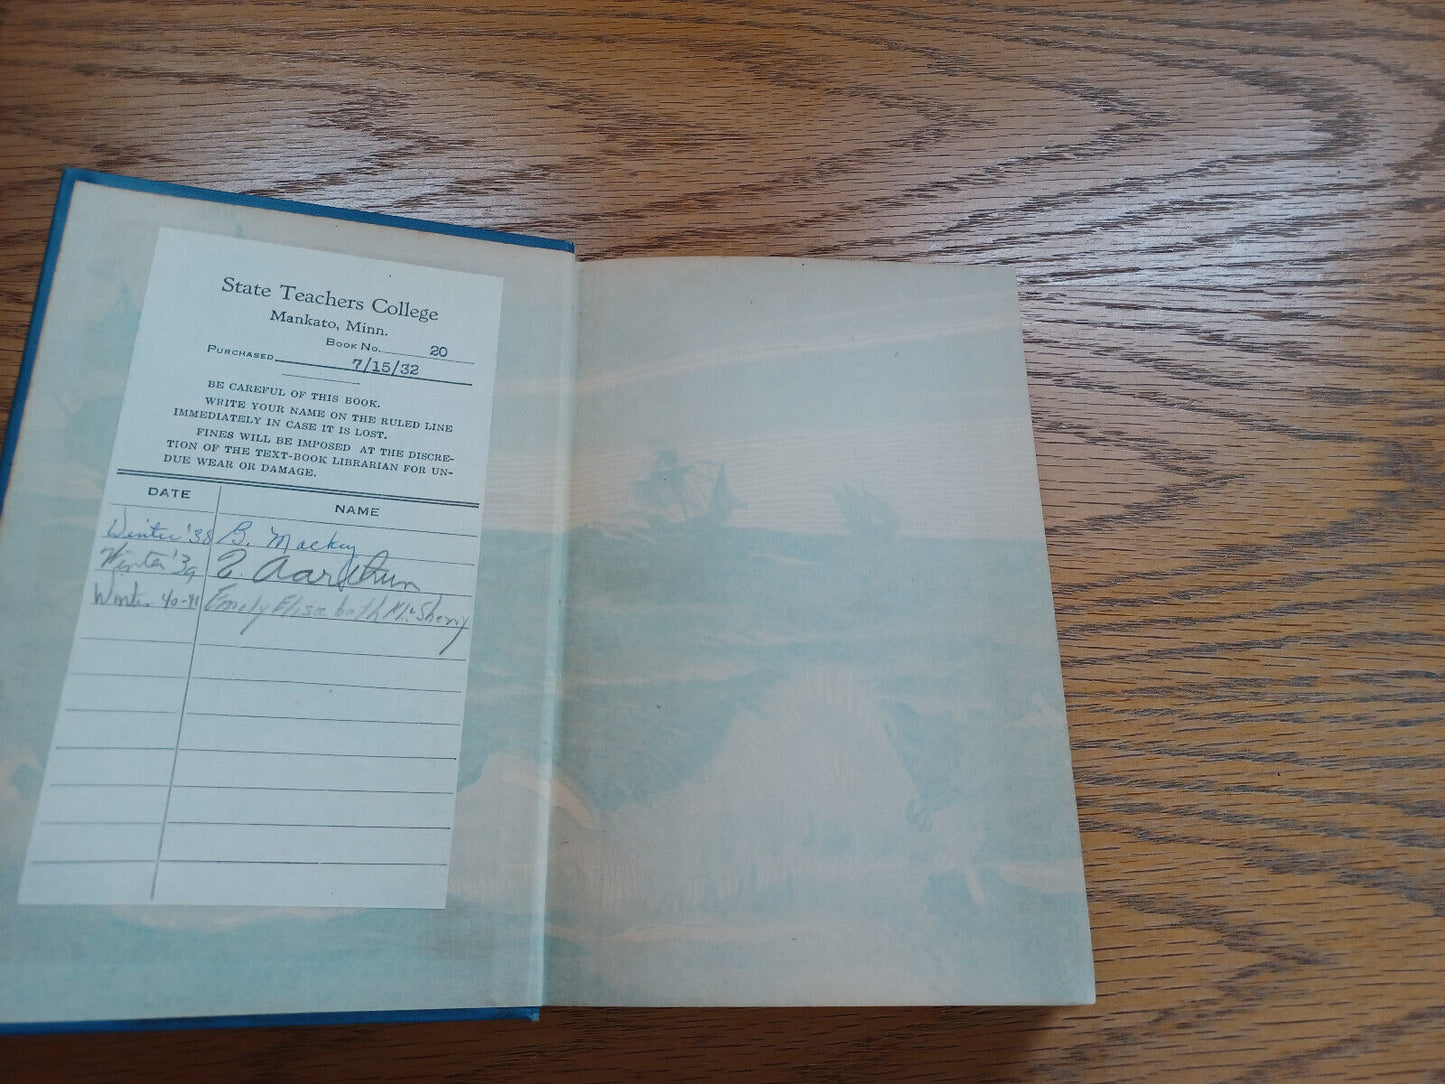 State Teachers College
Mankato, Minn.
Book No. 20
Purchased 7/15/32
BE CAREFUL OF THIS BOOK.
WRITE YOUR NAME ON THE RULED LINE
IMMEDIATELY IN CASE IT IS LOST.
FINES WILL BE IMPOSED AT THE DISCRE-
TION OF THE TEXT-BOOK LIBRARIAN FOR UN-
DUE WEAR OR DAMAGE.
DATE NAME
Winter '38 B. Mackey
Winter '39
Winter 40-41 Emily Elisabeth McSherry